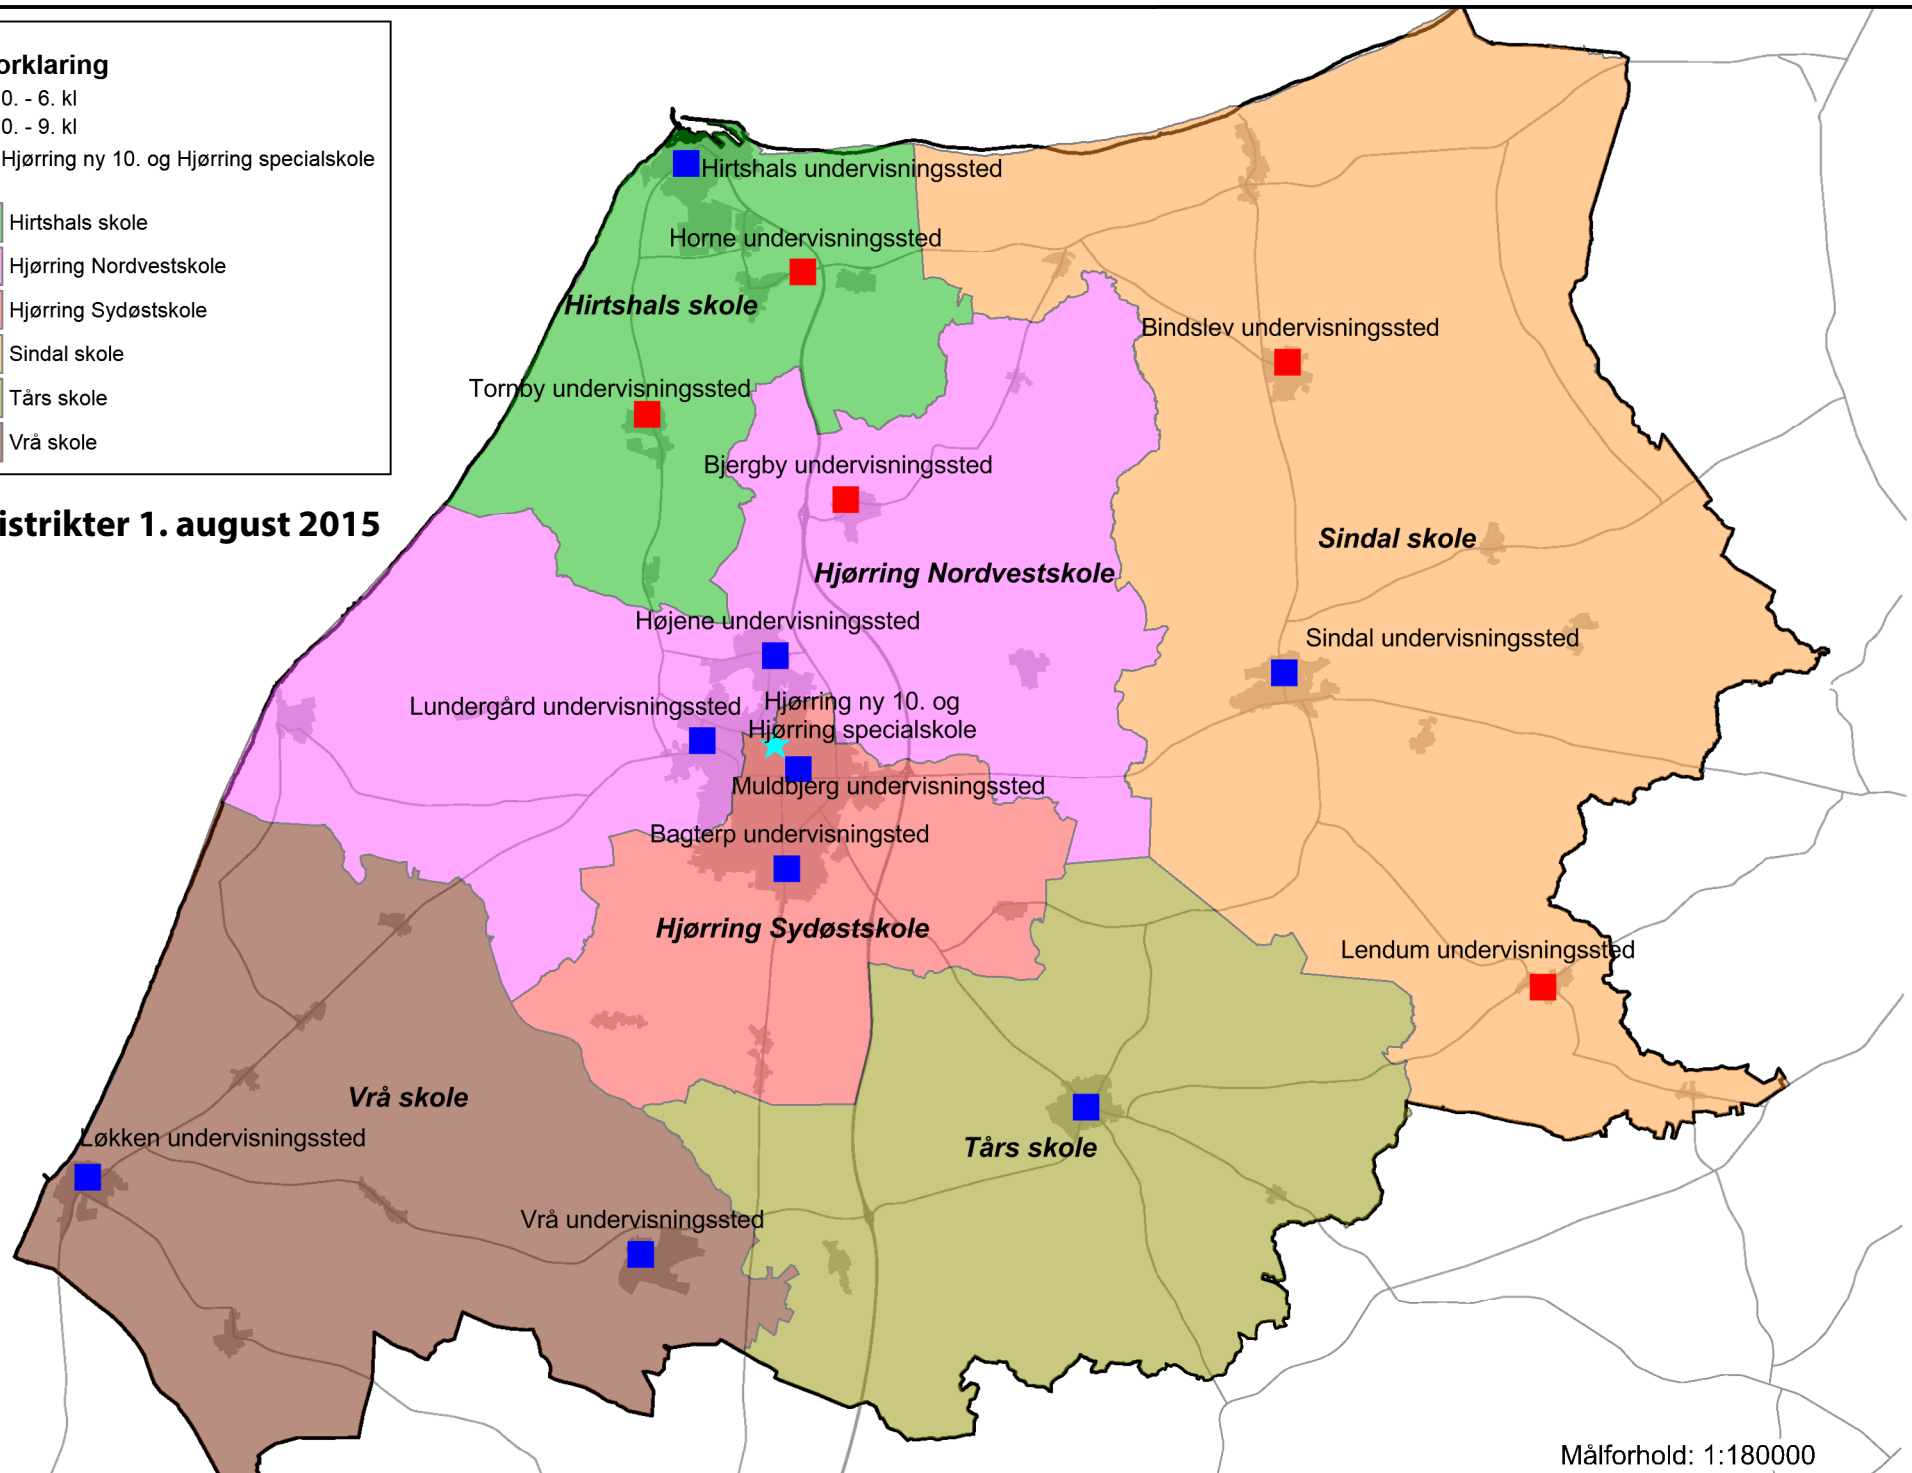 orklaring
0. - 6. kl
0. - 9. kl
Hjørring ny 10. og Hjørring specialskole
Hirtshals skole
Hjørring Nordvestskole
Hjørring Sydøstskole
Sindal skole
Tårs skole
Vrå skole
istrikter 1. august 2015
Hirtshals undervisningssted
Horne undervisningssted
Hirtshals skole
Bindslev undervisningssted
Tornby undervisningssted
Bjergby undervisningssted
Sindal skole
Hjørring Nordvestskole
Højene undervisningssted
Sindal undervisningssted
Lundergård undervisningssted
Hjørring ny 10. og
Hjørring specialskole
Muldbjerg undervisningssted
Bagterp undervisningsted
Hjørring Sydøstskole
Lendum undervisningssted
Vrå skole
Løkken undervisningssted
Tårs skole
Vrå undervisningssted
Målforhold: 1:180000